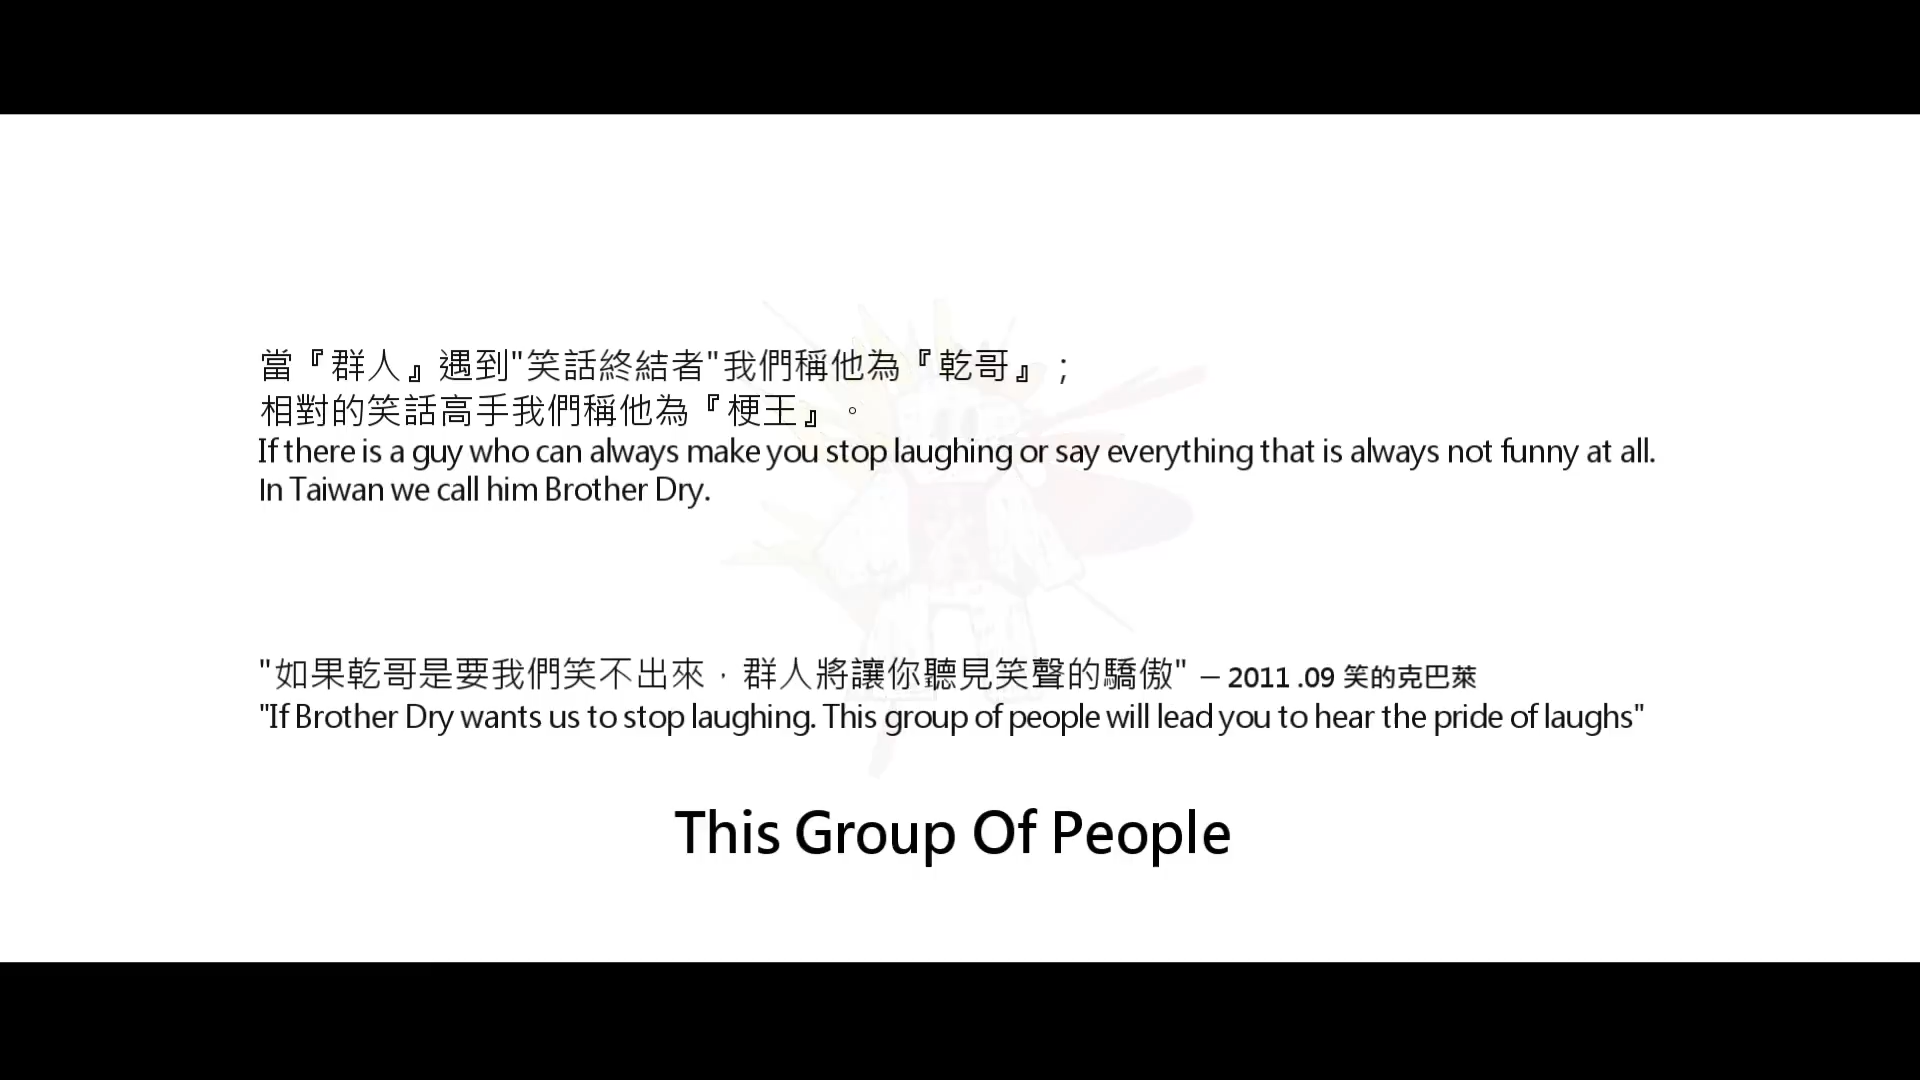 當『群人』遇到"笑話終結者"我們稱他為『乾哥』；
相對的笑話高手我們稱他為『梗王』。
If there is a guy who can always make you stop laughing or say everything that is always not funny at all.
In Taiwan we call him Brother Dry.
"如果乾哥是要我們笑不出來，群人將讓你聽見笑聲的驕傲" – 2011 .09 笑的克巴萊
"If Brother Dry wants us to stop laughing. This group of people will lead you to hear the pride of laughs"
This Group Of People